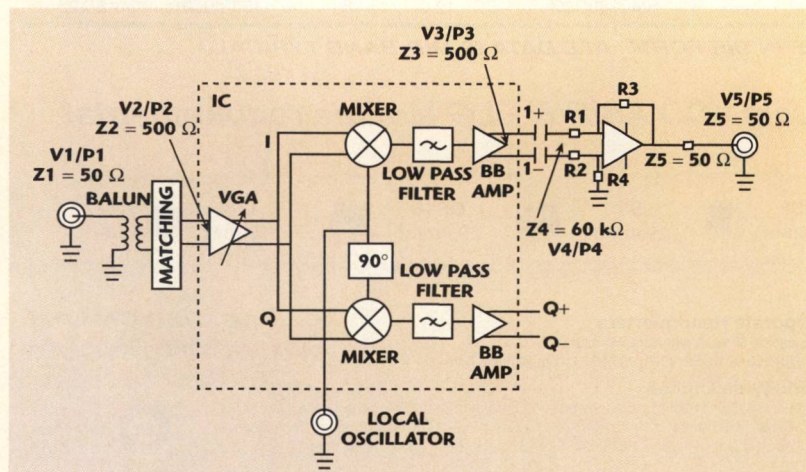 V3/P3
Z3 = 500 Ω
IC
MIXER
R3
V5/P5
Z5 = 50 Ω
V2/P2
Z2 = 500 Ω
I
1+
R1
V1/P1
Z1 = 50 Ω
BALUN
MATCHING
VGA
LOW PASS
FILTER
BB
AMP
1−
R2
R4
Z5 = 50 Ω
Z4 = 60 kΩ
V4/P4
90°
LOW PASS
FILTER
Q
MIXER
BB
AMP
Q+
Q−
LOCAL
OSCILLATOR